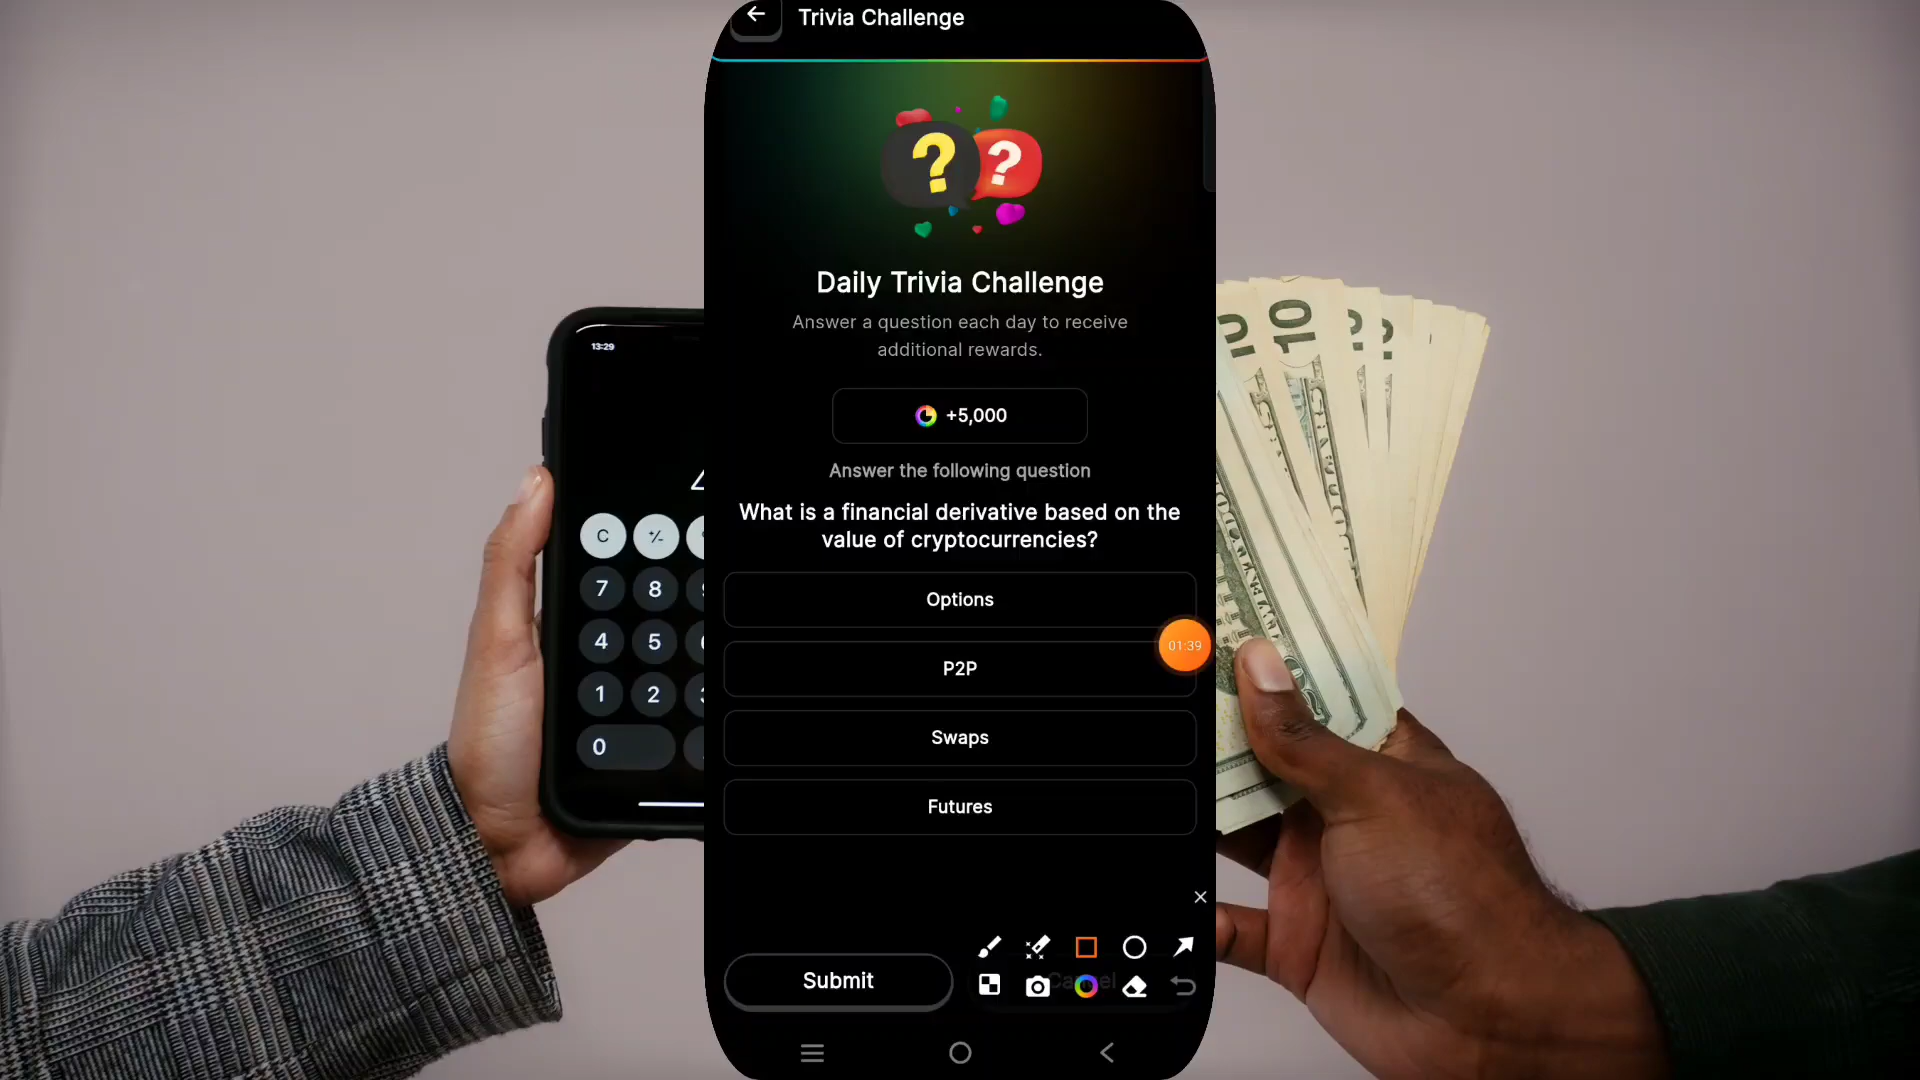 Trivia Challenge
Daily Trivia Challenge
Answer a question each day to receive
additional rewards.
+5,000
Answer the following question
What is a financial derivative based on the
value of cryptocurrencies?
Options
01:39
P2P
Swaps
Futures
Submit
13:29
C +/-
7 8
4 5
1 2
0
10